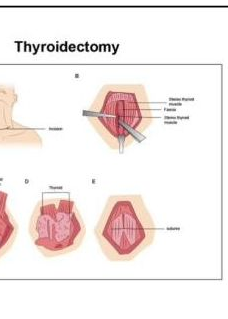 Thyroidectomy
B
Sterno thyroid
muscle
Fascia
Sterno thyroid
muscle
Incision
D
E
Thyroid
sutures